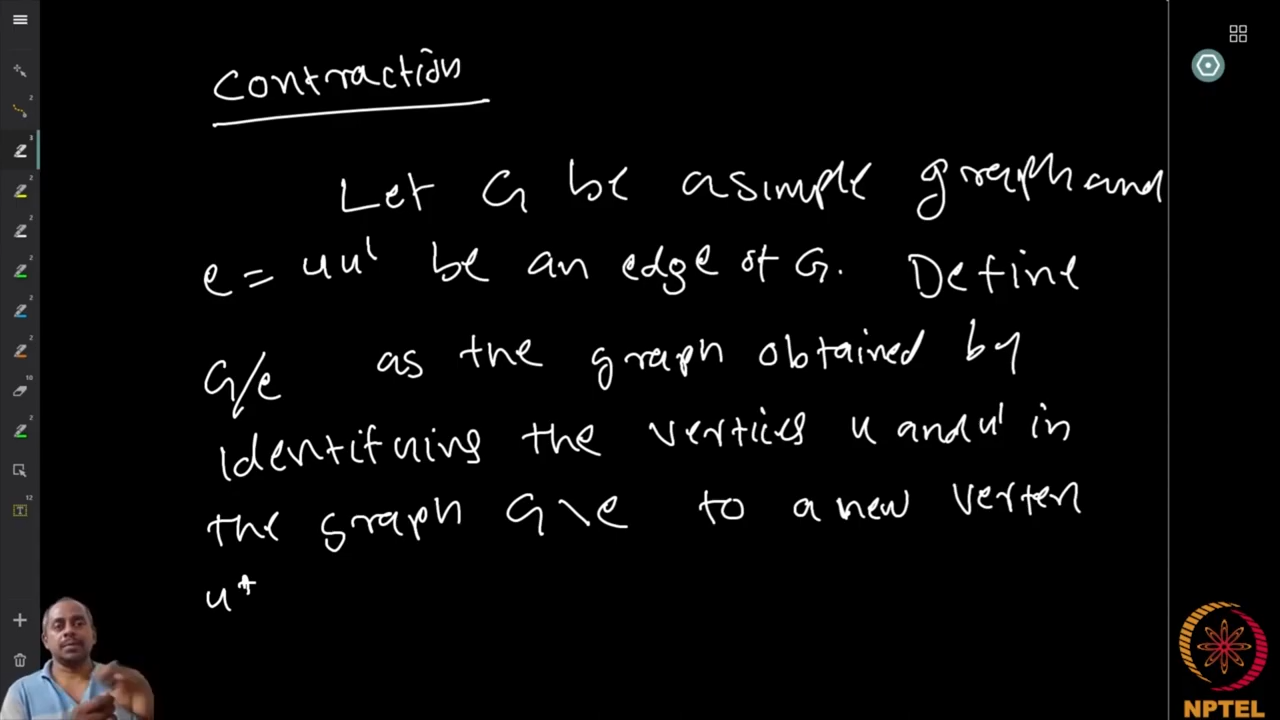 Contraction
Let G be a simple graph and
e = uu' be an edge of G. Define
G/e as the graph obtained by
identifying the vertices u and u' in
the graph G\e to a new vertex
u*
NPTEL